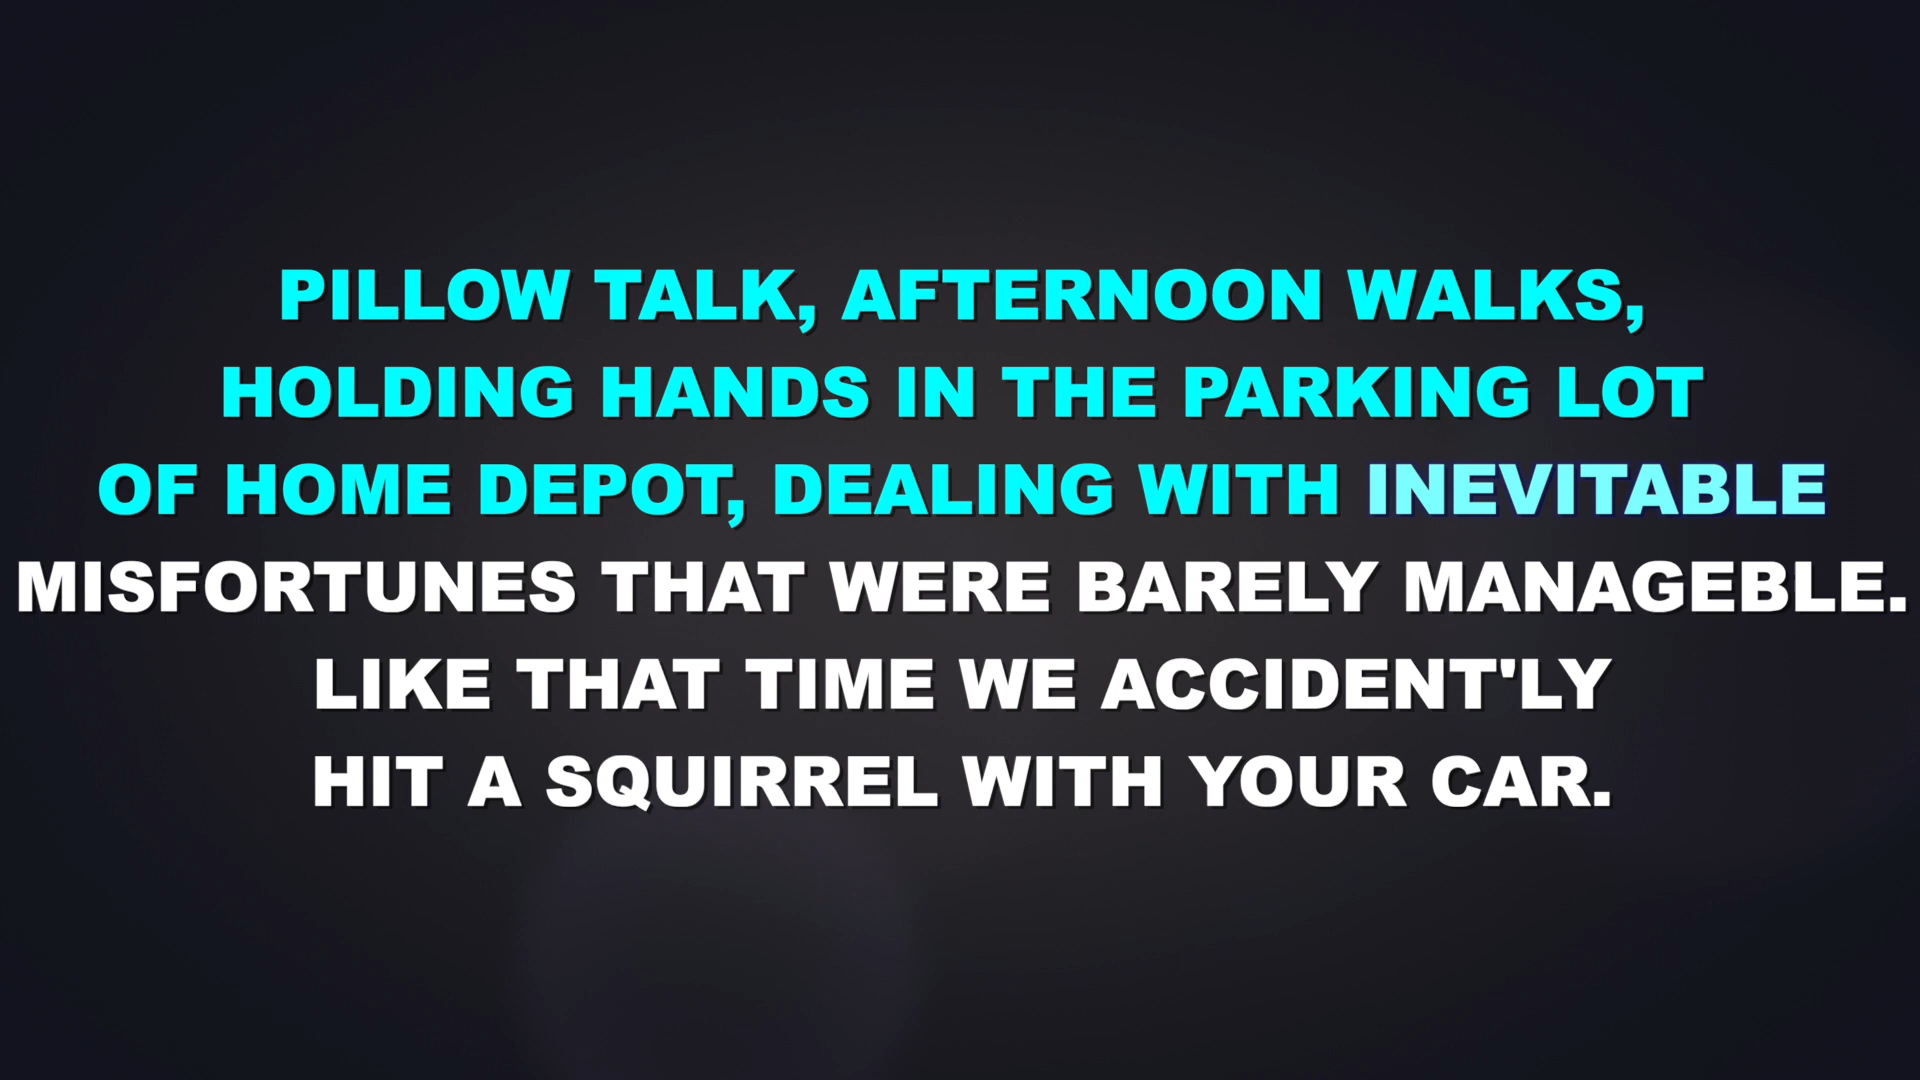 PILLOW TALK, AFTERNOON WALKS,
HOLDING HANDS IN THE PARKING LOT
OF HOME DEPOT, DEALING WITH INEVITABLE
MISFORTUNES THAT WERE BARELY MANAGEBLE.
LIKE THAT TIME WE ACCIDENT'LY
HIT A SQUIRREL WITH YOUR CAR.